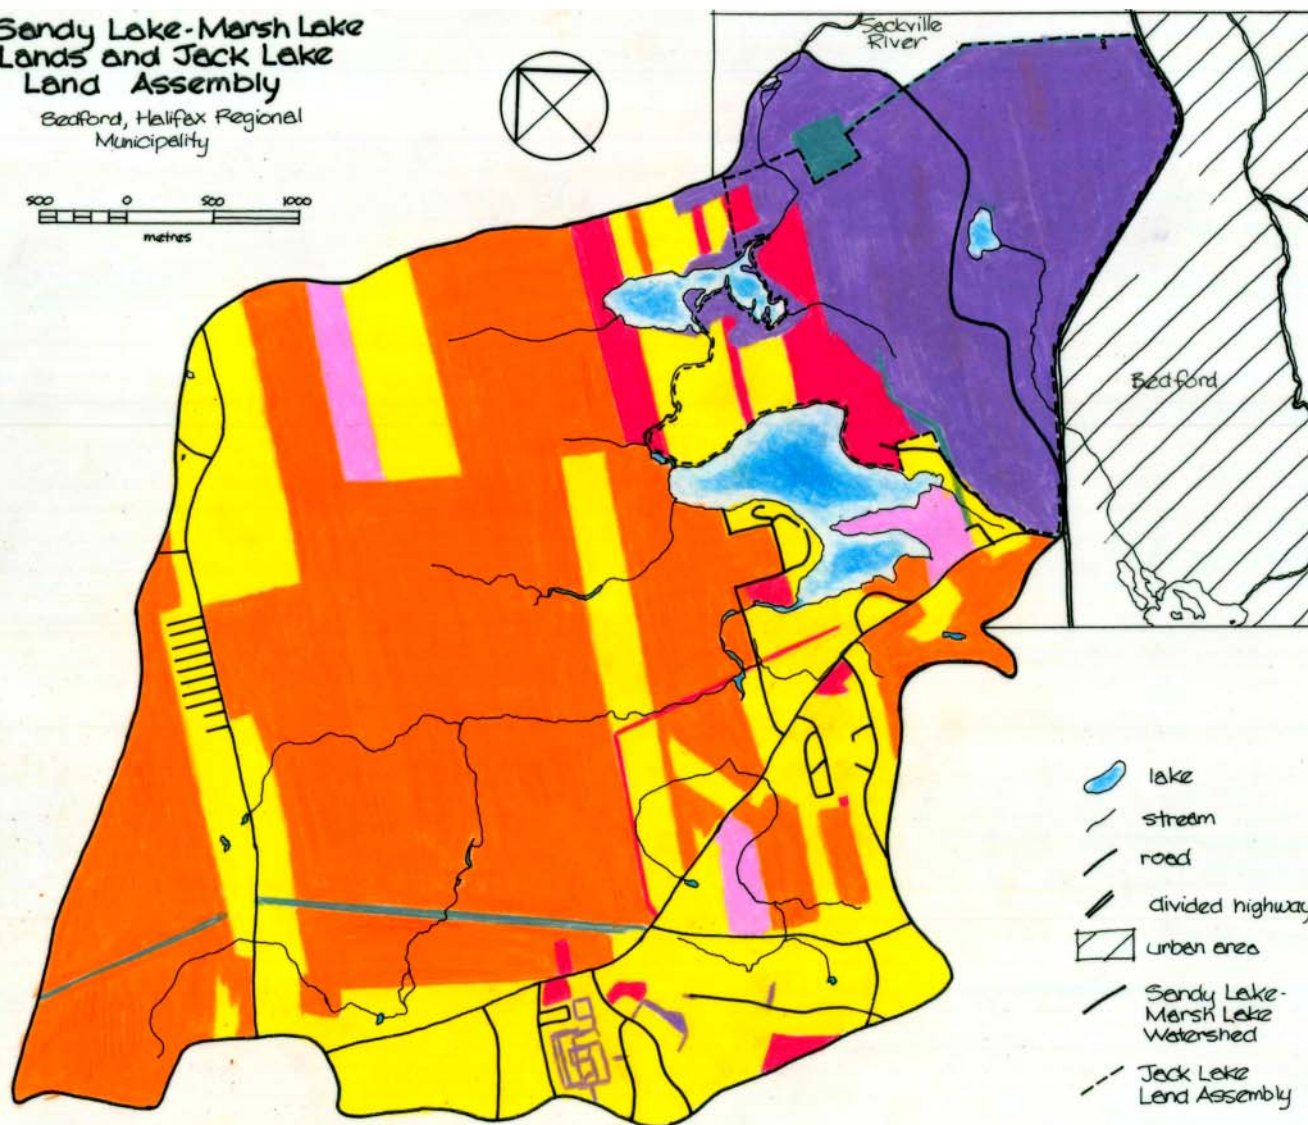 Sandy Lake-Marsh Lake
Lands and Jack Lake
Land Assembly
Bedford, Halifax Regional
Municipality
500 0 500 1000
metres
Sackville
River
Bedford
lake
stream
road
divided highway
urban area
Sandy Lake-
Marsh Lake
Watershed
Jack Lake
Land Assembly